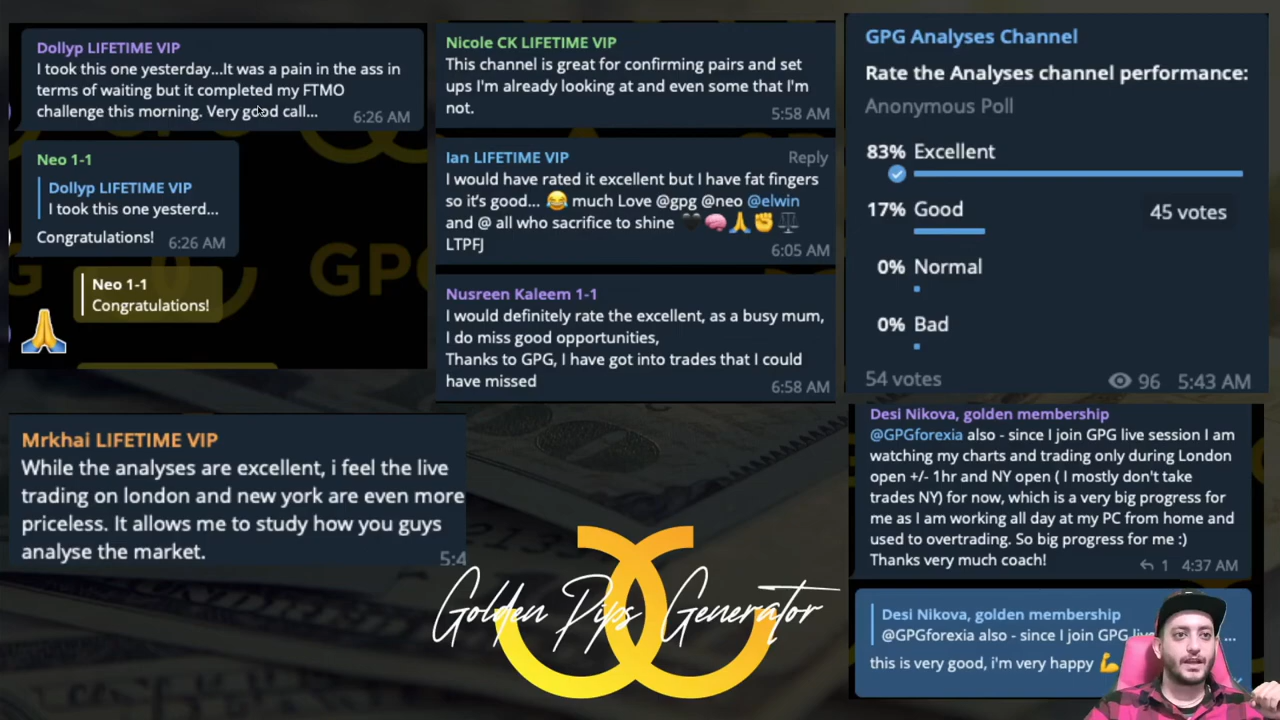 Dollyp LIFETIME VIP
I took this one yesterday...It was a pain in the ass in
terms of waiting but it completed my FTMO
challenge this morning. Very good call...
6:26 AM
Neo 1-1
Dollyp LIFETIME VIP
I took this one yesterd...
Congratulations!
6:26 AM
Neo 1-1
Congratulations!
Nicole CK LIFETIME VIP
This channel is great for confirming pairs and set
ups I'm already looking at and even some that I'm
not.
5:58 AM
Ian LIFETIME VIP
Reply
I would have rated it excellent but I have fat fingers
so it's good... 😂 much Love @gpg @neo @elwin
and @ all who sacrifice to shine 🖤🧠🙏✊⚖️
LTPFJ
6:05 AM
Nusreen Kaleem 1-1
I would definitely rate the excellent, as a busy mum,
I do miss good opportunities,
Thanks to GPG, I have got into trades that I could
have missed
6:58 AM
GPG Analyses Channel
Rate the Analyses channel performance:
Anonymous Poll
83% Excellent
17% Good
45 votes
0% Normal
0% Bad
54 votes
96 5:43 AM
Mrkhai LIFETIME VIP
While the analyses are excellent, i feel the live
trading on london and new york are even more
priceless. It allows me to study how you guys
analyse the market.
5:4
Desi Nikova, golden membership
@GPGforexia also - since I join GPG live session I am
watching my charts and trading only during London
open +/- 1hr and NY open ( I mostly don't take
trades NY) for now, which is a very big progress for
me as I am working all day at my PC from home and
used to overtrading. So big progress for me :)
Thanks very much coach!
1 4:37 AM
Desi Nikova, golden membership
@GPGforexia also - since I join GPG liv
...
this is very good, i'm very happy 💪
Golden Pips Generator
GPG